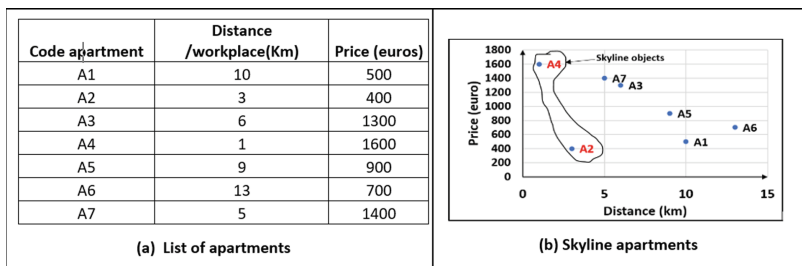 Code apartment Distance /workplace(Km) Price (euros)
A1 10 500
A2 3 400
A3 6 1300
A4 1 1600
A5 9 900
A6 13 700
A7 5 1400
(a) List of apartments
1800
1600
1400
1200
1000
800
600
400
200
0
Price (euro)
Skyline objects
A4
A7
A3
A5
A6
A1
A2
0 5 10 15
Distance (km)
(b) Skyline apartments